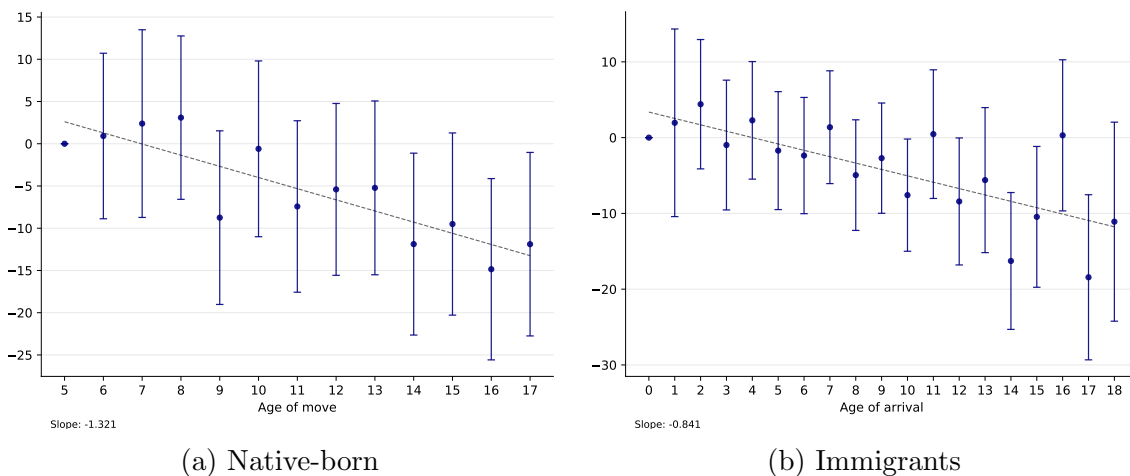 15
10
5
0
−5
−10
−15
−20
−25
5 6 7 8 9 10 11 12 13 14 15 16 17
Age of move
Slope: -1.321
(a) Native-born
10
0
−10
−20
−30
0 1 2 3 4 5 6 7 8 9 10 11 12 13 14 15 16 17 18
Age of arrival
Slope: -0.841
(b) Immigrants